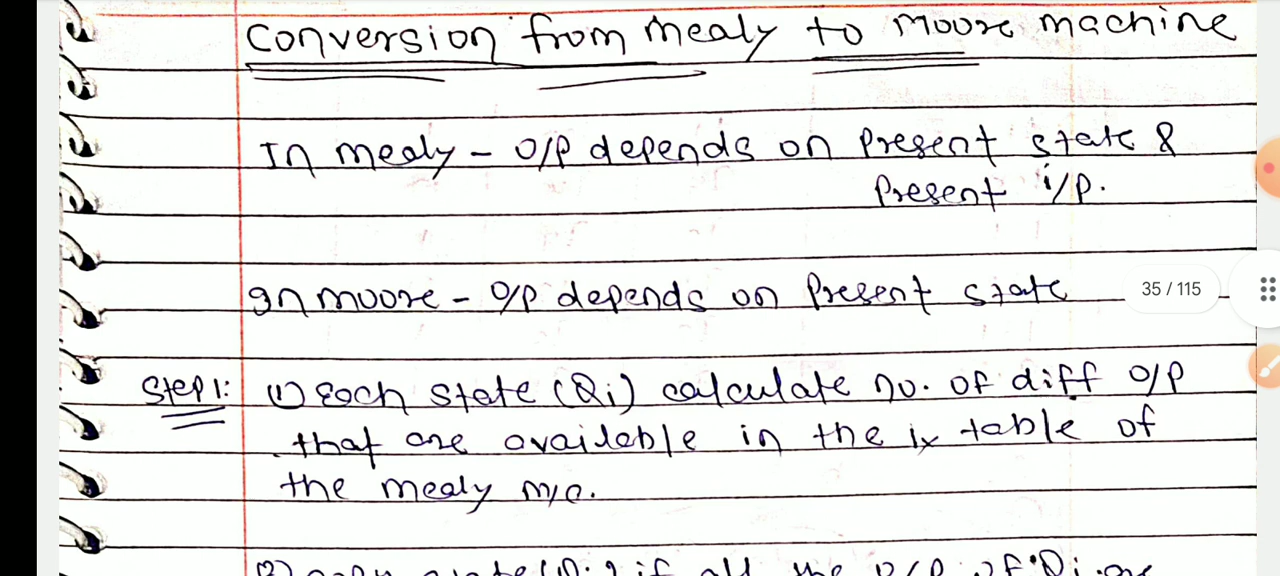 Conversion from mealy to moore machine
In mealy - O/P depends on Present state &
Present i/p.
In moore - O/P depends on Present state
35 / 115
Step 1: (1) Each state (Qi) calculate no. of diff O/P
that are available in the tx table of
the mealy m/c.